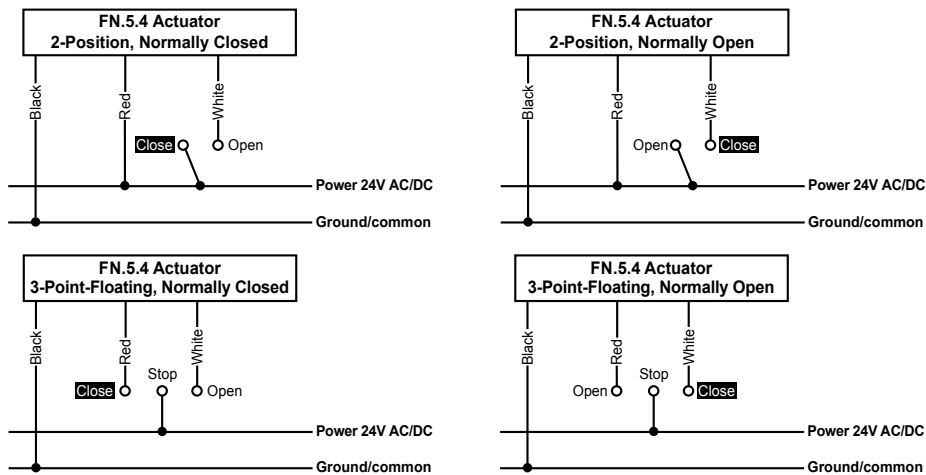 FN.5.4 Actuator
2-Position, Normally Closed
Black
Red
White
Close
Open
Power 24V AC/DC
Ground/common
FN.5.4 Actuator
2-Position, Normally Open
Black
Red
White
Open
Close
Power 24V AC/DC
Ground/common
FN.5.4 Actuator
3-Point-Floating, Normally Closed
Black
Red
White
Stop
Close
Open
Power 24V AC/DC
Ground/common
FN.5.4 Actuator
3-Point-Floating, Normally Open
Black
Red
White
Stop
Open
Close
Power 24V AC/DC
Ground/common